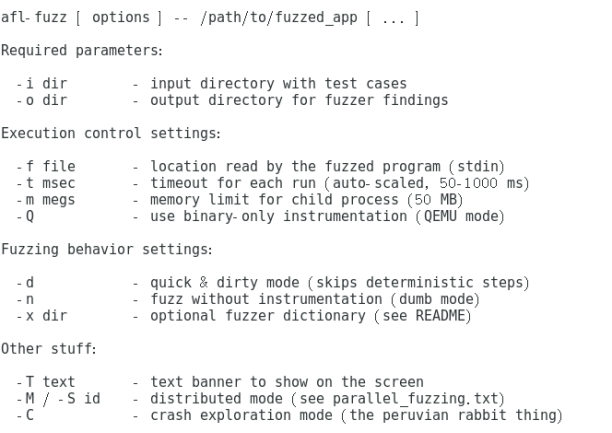 afl-fuzz [ options ] -- /path/to/fuzzed_app [ ... ]
Required parameters:
-i dir - input directory with test cases
-o dir - output directory for fuzzer findings
Execution control settings:
-f file - location read by the fuzzed program (stdin)
-t msec - timeout for each run (auto-scaled, 50-1000 ms)
-m megs - memory limit for child process (50 MB)
-Q - use binary-only instrumentation (QEMU mode)
Fuzzing behavior settings:
-d - quick & dirty mode (skips deterministic steps)
-n - fuzz without instrumentation (dumb mode)
-x dir - optional fuzzer dictionary (see README)
Other stuff:
-T text - text banner to show on the screen
-M / -S id - distributed mode (see parallel_fuzzing.txt)
-C - crash exploration mode (the peruvian rabbit thing)